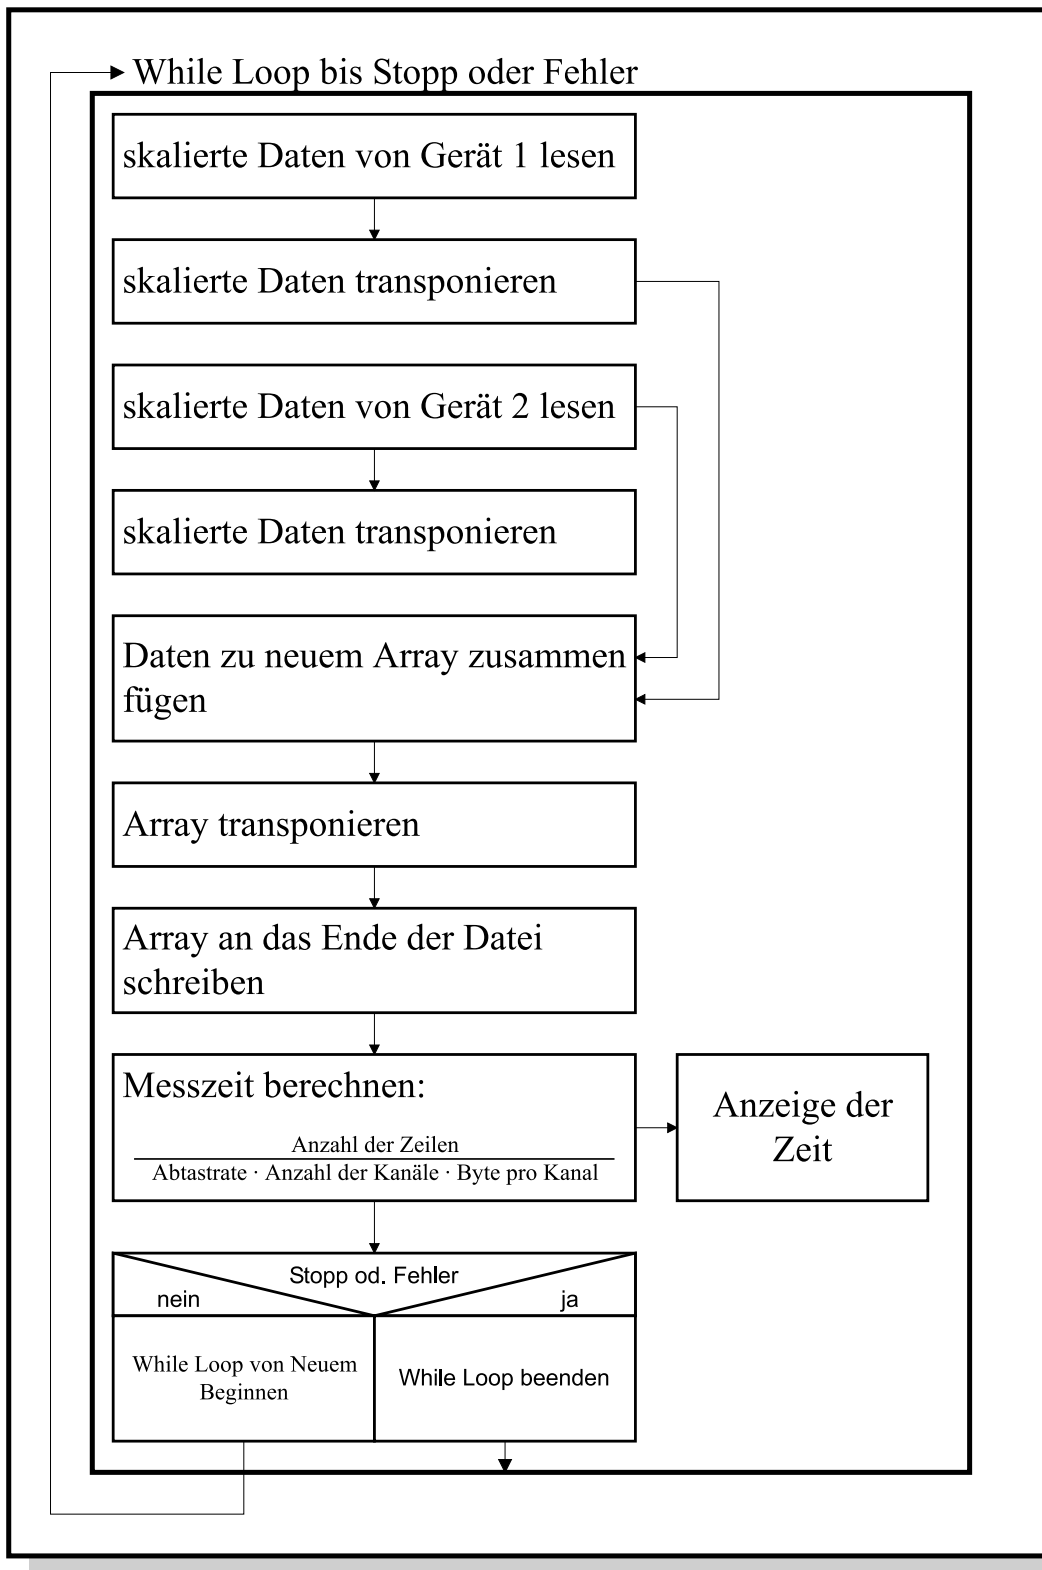 While Loop bis Stopp oder Fehler
skalierte Daten von Gerät 1 lesen
skalierte Daten transponieren
skalierte Daten von Gerät 2 lesen
skalierte Daten transponieren
Daten zu neuem Array zusammen
fügen
Array transponieren
Array an das Ende der Datei
schreiben
Messzeit berechnen:
Anzahl der Zeilen
Abtastrate · Anzahl der Kanäle · Byte pro Kanal
Anzeige der
Zeit
Stopp od. Fehler
nein
ja
While Loop von Neuem
Beginnen
While Loop beenden